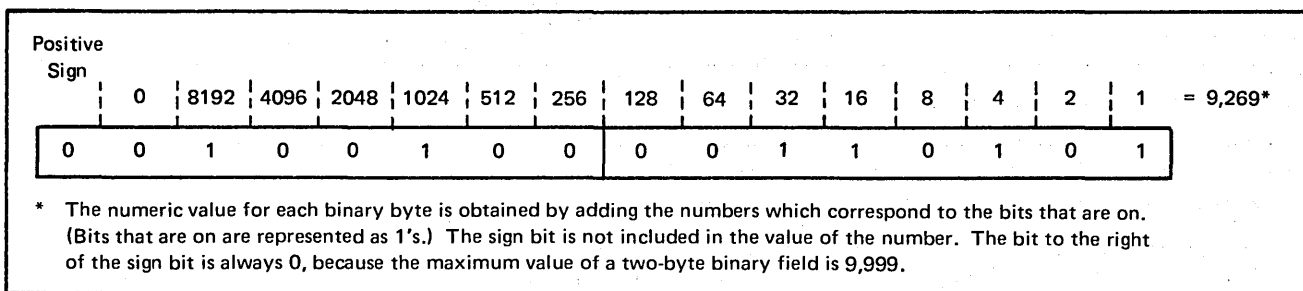 Positive
Sign
0 8192 4096 2048 1024 512 256 128 64 32 16 8 4 2 1 = 9,269*
0 0 1 0 0 1 0 0 0 0 1 1 0 1 0 1
* The numeric value for each binary byte is obtained by adding the numbers which correspond to the bits that are on.
(Bits that are on are represented as 1's.) The sign bit is not included in the value of the number. The bit to the right
of the sign bit is always 0, because the maximum value of a two-byte binary field is 9,999.